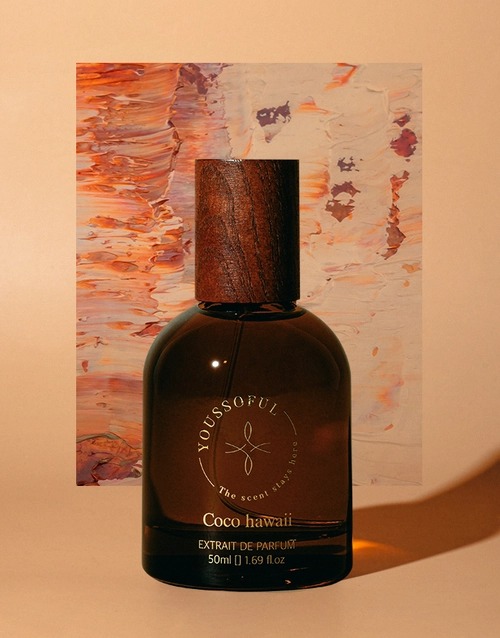 YOUSSOFUL
The scent stays here
Coco hawaii
EXTRAIT DE PARFUM
50ml [] 1.69 fl.oz